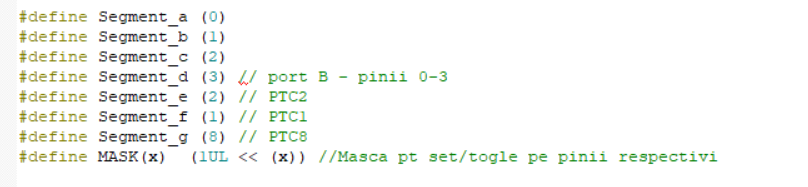 #define Segment_a (0)
#define Segment_b (1)
#define Segment_c (2)
#define Segment_d (3) // port B - pinii 0-3
#define Segment_e (2) // PTC2
#define Segment_f (1) // PTC1
#define Segment_g (8) // PTC8
#define MASK(x)  (1UL << (x)) //Masca pt set/togle pe pinii respectivi